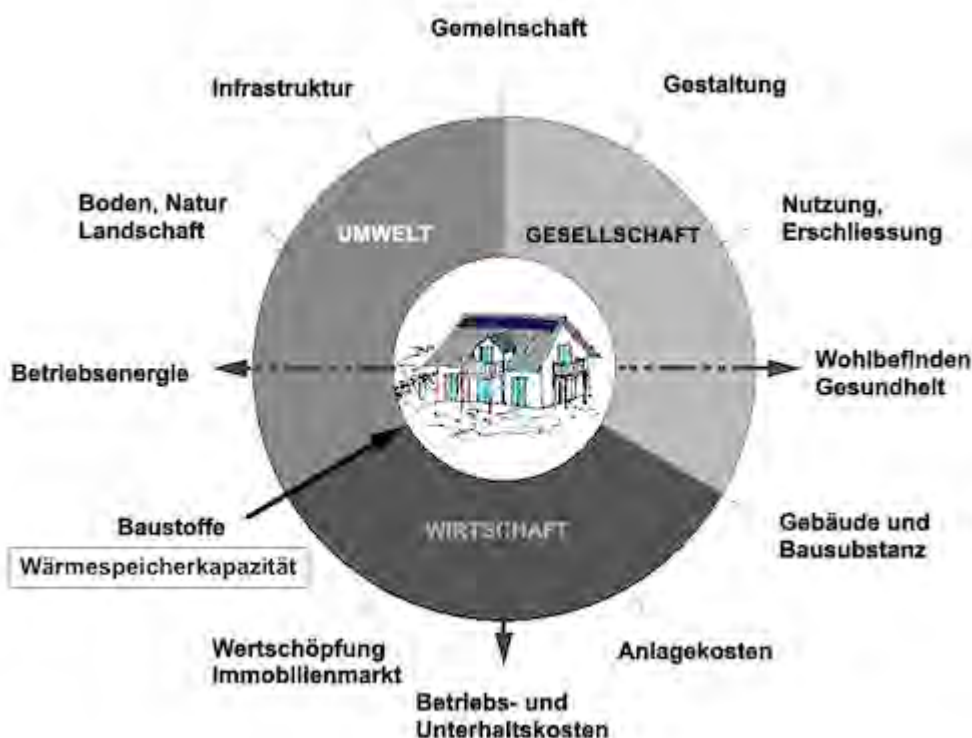 Gemeinschaft
Infrastruktur
Gestaltung
Boden, Natur
Landschaft
Nutzung,
Erschliessung
UMWELT
GESELLSCHAFT
Betriebsenergie
Wohlbefinden
Gesundheit
Baustoffe
Wärmespeicherkapazität
WIRTSCHAFT
Gebäude und
Bausubstanz
Wertschöpfung
Immobilienmarkt
Anlagekosten
Betriebs- und
Unterhaltskosten